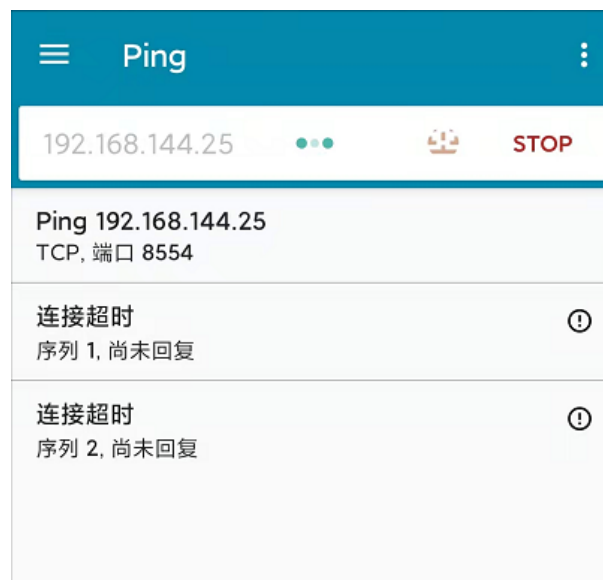 Ping
192.168.144.25
STOP
Ping 192.168.144.25
TCP, 端口 8554
连接超时
序列 1, 尚未回复
连接超时
序列 2, 尚未回复